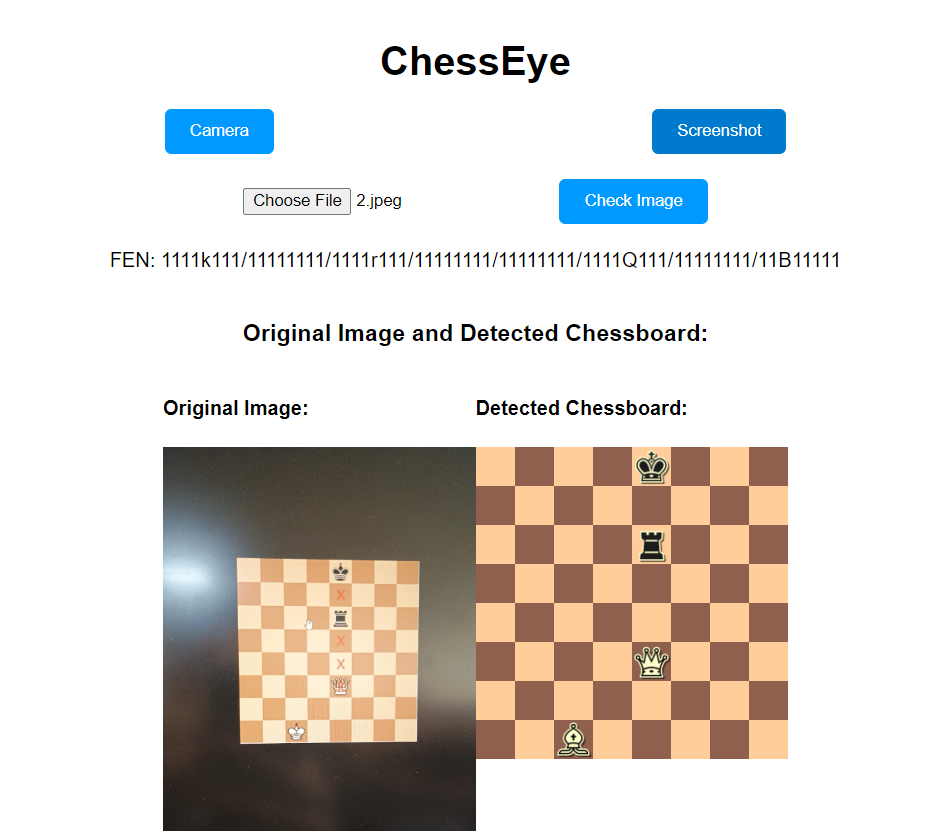 ChessEye
Camera Screenshot
Choose File 2.jpeg Check Image
FEN: 1111k111/11111111/1111r111/11111111/11111111/1111Q111/11111111/11B11111
Original Image and Detected Chessboard:
Original Image: Detected Chessboard:
X
X
X